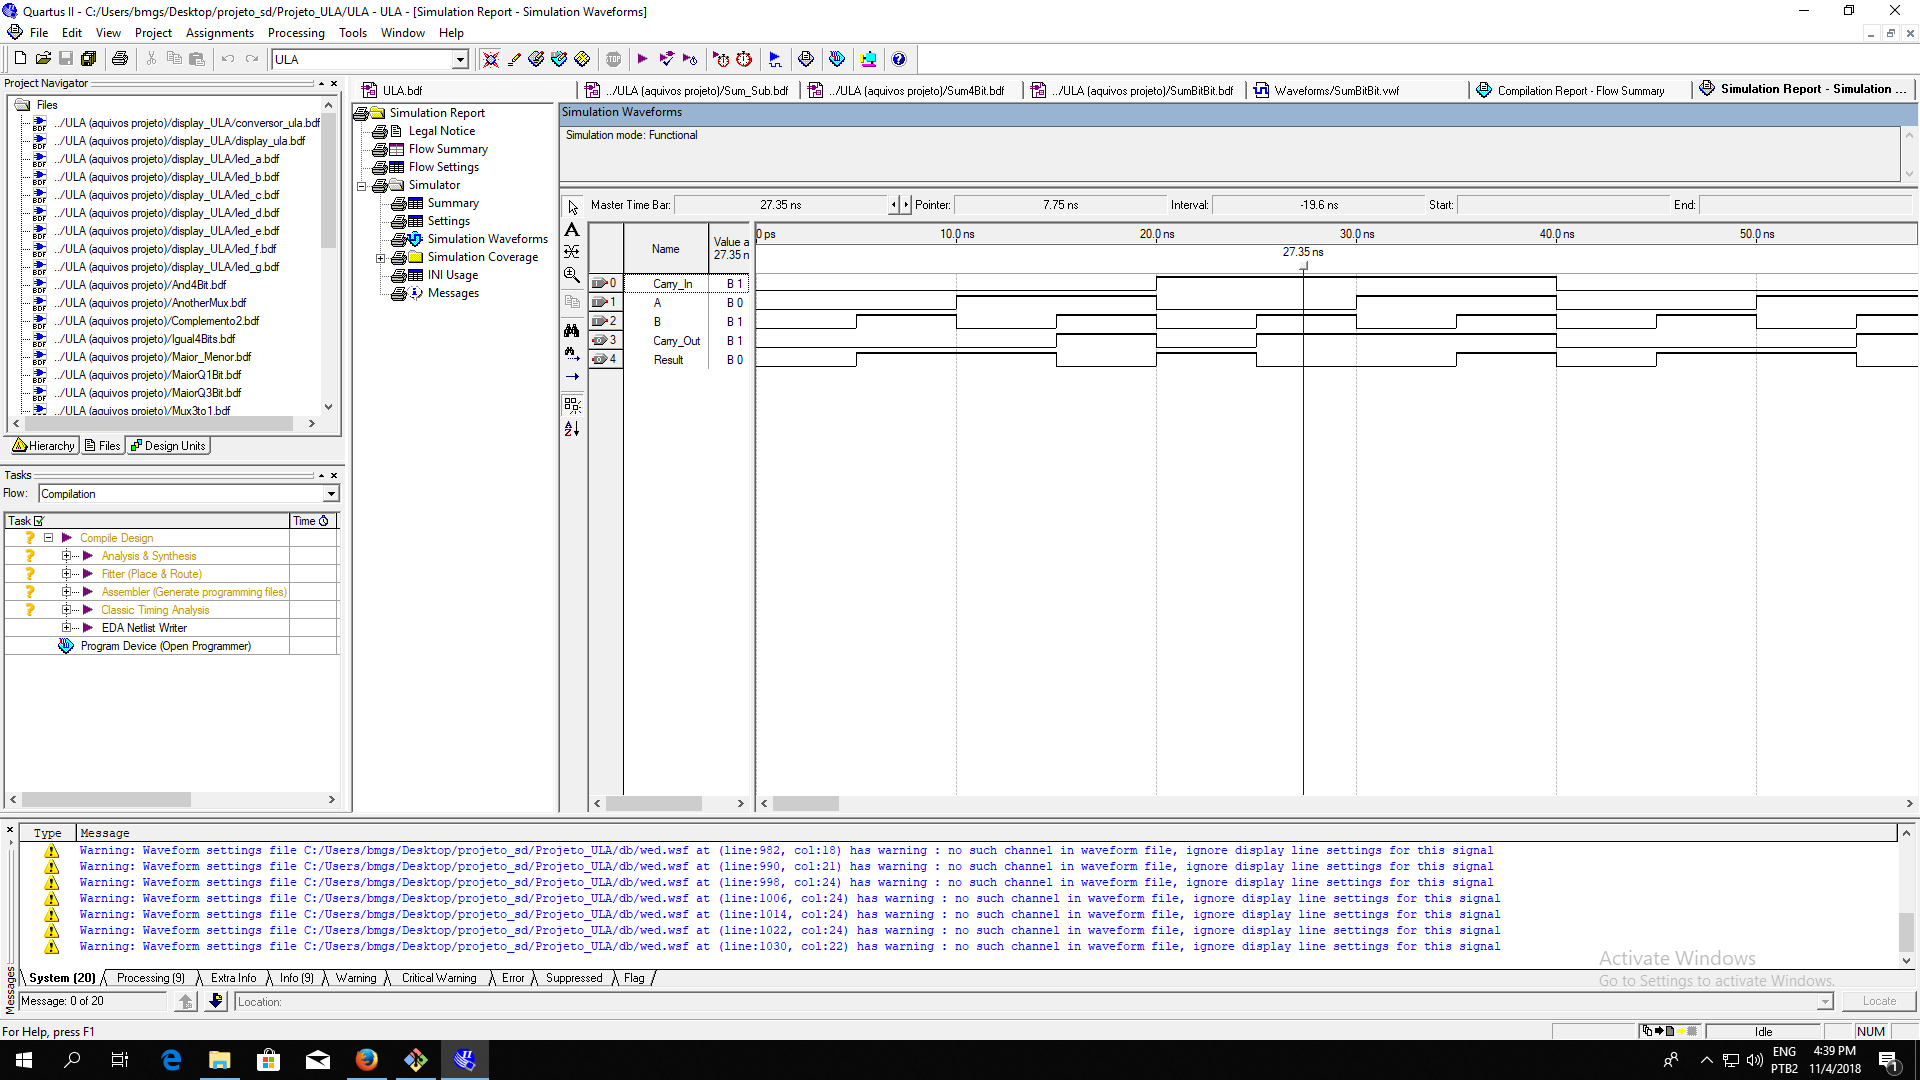 Quartus II - C:/Users/bmgs/Desktop/projeto_sd/Projeto_ULA/ULA - ULA - [Simulation Report - Simulation Waveforms]
File Edit View Project Assignments Processing Tools Window Help
ULA
Project Navigator
Files
../ULA (aquivos projeto)/display_ULA/conversor_ula.bdf
../ULA (aquivos projeto)/display_ULA/display_ula.bdf
../ULA (aquivos projeto)/display_ULA/led_a.bdf
../ULA (aquivos projeto)/display_ULA/led_b.bdf
../ULA (aquivos projeto)/display_ULA/led_c.bdf
../ULA (aquivos projeto)/display_ULA/led_d.bdf
../ULA (aquivos projeto)/display_ULA/led_e.bdf
../ULA (aquivos projeto)/display_ULA/led_f.bdf
../ULA (aquivos projeto)/display_ULA/led_g.bdf
../ULA (aquivos projeto)/And4Bit.bdf
../ULA (aquivos projeto)/AnotherMux.bdf
../ULA (aquivos projeto)/Complemento2.bdf
../ULA (aquivos projeto)/Igual4Bits.bdf
../ULA (aquivos projeto)/Maior_Menor.bdf
../ULA (aquivos projeto)/MaiorQ1Bit.bdf
../ULA (aquivos projeto)/MaiorQ3Bit.bdf
../ULA (aquivos projeto)/Mux3to1.bdf
Hierarchy Files Design Units
Tasks
Flow: Compilation
Task Time
Compile Design
Analysis & Synthesis
Fitter (Place & Route)
Assembler (Generate programming files)
Classic Timing Analysis
EDA Netlist Writer
Program Device (Open Programmer)
ULA.bdf ../ULA (aquivos projeto)/Sum_Sub.bdf ../ULA (aquivos projeto)/Sum4Bit.bdf ../ULA (aquivos projeto)/SumBitBit.bdf Waveforms/SumBitBit.vwf Compilation Report - Flow Summary Simulation Report - Simulation ...
Simulation Report
Legal Notice
Flow Summary
Flow Settings
Simulator
Summary
Settings
Simulation Waveforms
Simulation Coverage
INI Usage
Messages
Simulation Waveforms
Simulation mode: Functional
Master Time Bar: 27.35 ns Pointer: 7.75 ns Interval: -19.6 ns Start: End:
Name Value a
27.35 n
0 ps 10.0 ns 20.0 ns 30.0 ns 40.0 ns 50.0 ns
27.35 ns
0 Carry_In B 1
1 A B 0
2 B B 1
3 Carry_Out B 1
4 Result B 0
Type Message
Warning: Waveform settings file C:/Users/bmgs/Desktop/projeto_sd/Projeto_ULA/db/wed.wsf at (line:982, col:18) has warning : no such channel in waveform file, ignore display line settings for this signal
Warning: Waveform settings file C:/Users/bmgs/Desktop/projeto_sd/Projeto_ULA/db/wed.wsf at (line:990, col:21) has warning : no such channel in waveform file, ignore display line settings for this signal
Warning: Waveform settings file C:/Users/bmgs/Desktop/projeto_sd/Projeto_ULA/db/wed.wsf at (line:998, col:24) has warning : no such channel in waveform file, ignore display line settings for this signal
Warning: Waveform settings file C:/Users/bmgs/Desktop/projeto_sd/Projeto_ULA/db/wed.wsf at (line:1006, col:24) has warning : no such channel in waveform file, ignore display line settings for this signal
Warning: Waveform settings file C:/Users/bmgs/Desktop/projeto_sd/Projeto_ULA/db/wed.wsf at (line:1014, col:24) has warning : no such channel in waveform file, ignore display line settings for this signal
Warning: Waveform settings file C:/Users/bmgs/Desktop/projeto_sd/Projeto_ULA/db/wed.wsf at (line:1022, col:24) has warning : no such channel in waveform file, ignore display line settings for this signal
Warning: Waveform settings file C:/Users/bmgs/Desktop/projeto_sd/Projeto_ULA/db/wed.wsf at (line:1030, col:22) has warning : no such channel in waveform file, ignore display line settings for this signal
Activate Windows
Go to Settings to activate Windows.
System (20) Processing (9) Extra Info Info (9) Warning Critical Warning Error Suppressed Flag
Messages
Message: 0 of 20 Location: Locate
For Help, press F1 Idle NUM
ENG 4:39 PM
PTB2 11/4/2018 1